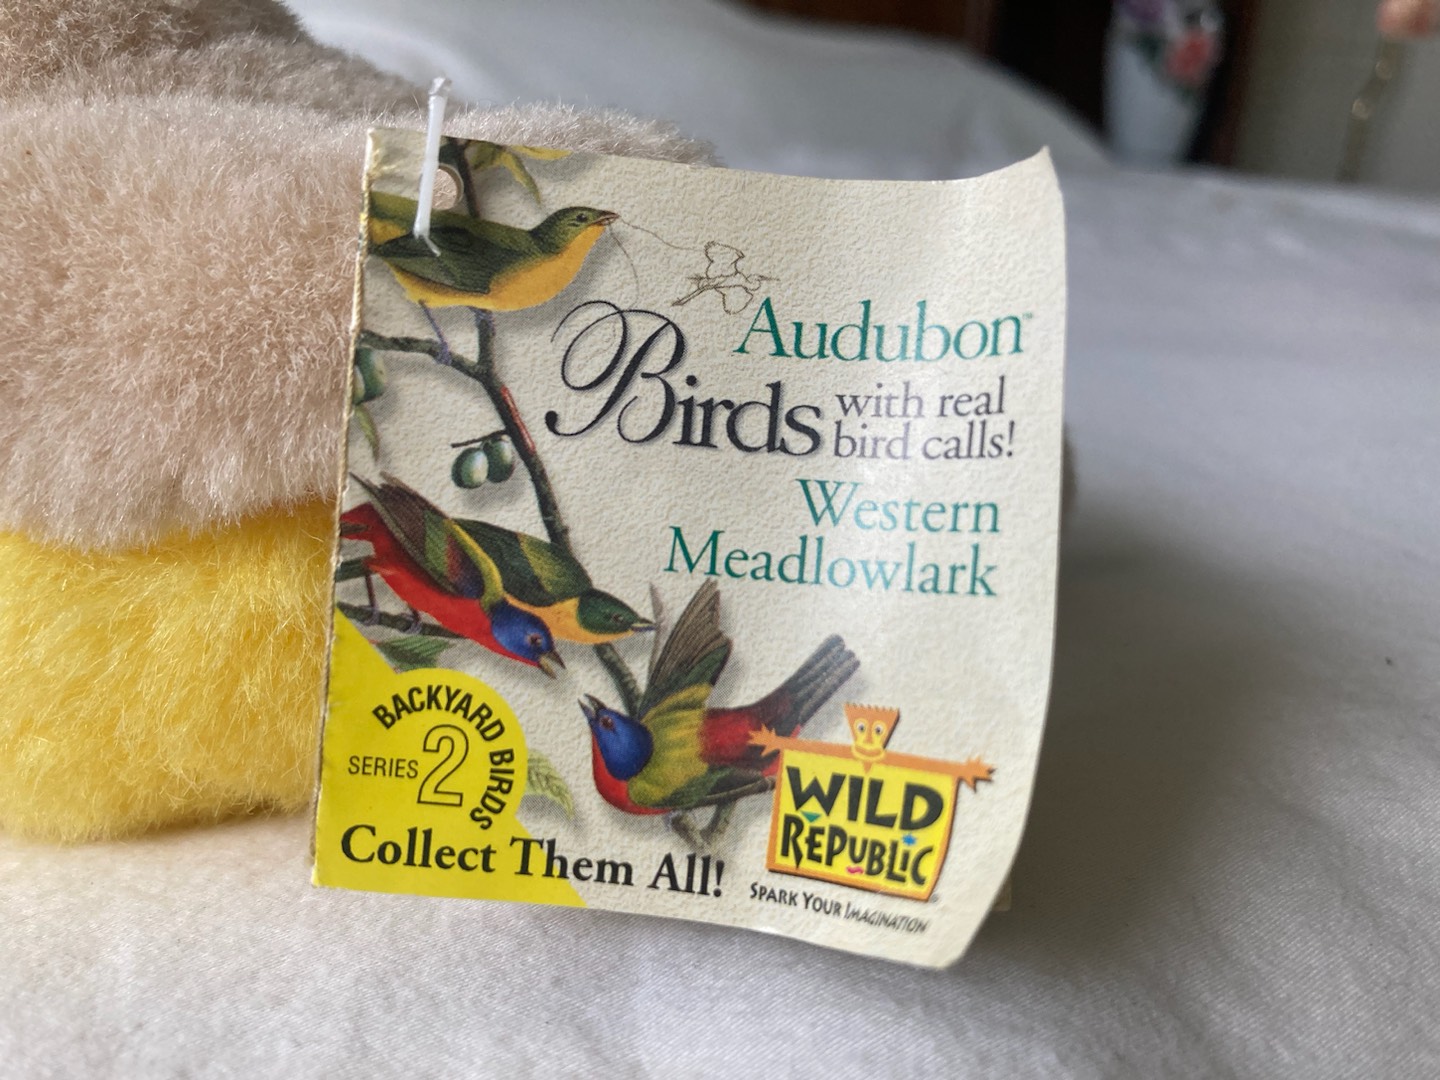 Audubon™
Birds with real
bird calls!
Western
Meadlowlark
BACKYARD BIRDS
SERIES 2
Collect Them All!
WILD
REPUBLIC®
SPARK YOUR IMAGINATION